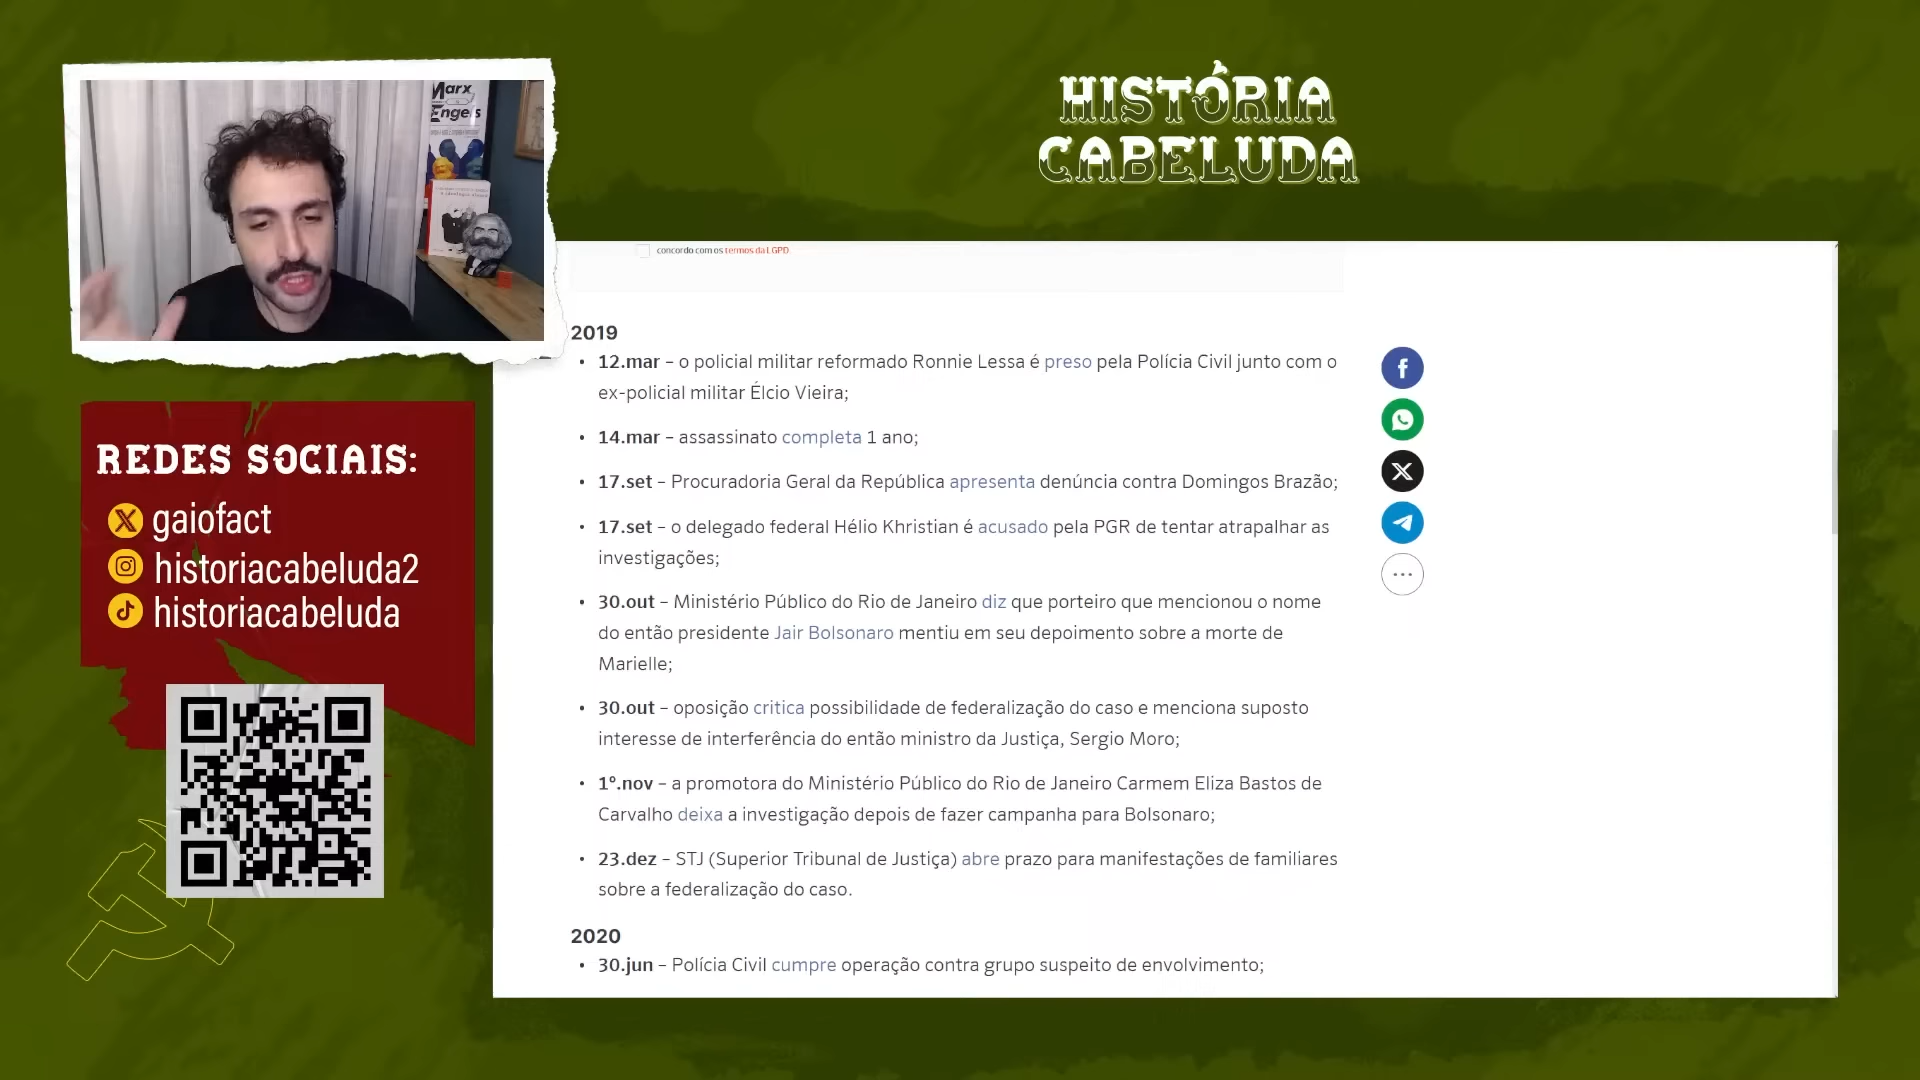 Marx
Engels
HISTÓRIA
CABELUDA
concordo com os termos da LGPD
REDES SOCIAIS:
gaiofact
historiacabeluda2
historiacabeluda
2019
• 12.mar – o policial militar reformado Ronnie Lessa é preso pela Polícia Civil junto com o
ex-policial militar Élcio Vieira;
• 14.mar – assassinato completa 1 ano;
• 17.set – Procuradoria Geral da República apresenta denúncia contra Domingos Brazão;
• 17.set – o delegado federal Hélio Khristian é acusado pela PGR de tentar atrapalhar as
investigações;
• 30.out – Ministério Público do Rio de Janeiro diz que porteiro que mencionou o nome
do então presidente Jair Bolsonaro mentiu em seu depoimento sobre a morte de
Marielle;
• 30.out – oposição critica possibilidade de federalização do caso e menciona suposto
interesse de interferência do então ministro da Justiça, Sergio Moro;
• 1º.nov – a promotora do Ministério Público do Rio de Janeiro Carmem Eliza Bastos de
Carvalho deixa a investigação depois de fazer campanha para Bolsonaro;
• 23.dez – STJ (Superior Tribunal de Justiça) abre prazo para manifestações de familiares
sobre a federalização do caso.
2020
• 30.jun – Polícia Civil cumpre operação contra grupo suspeito de envolvimento;